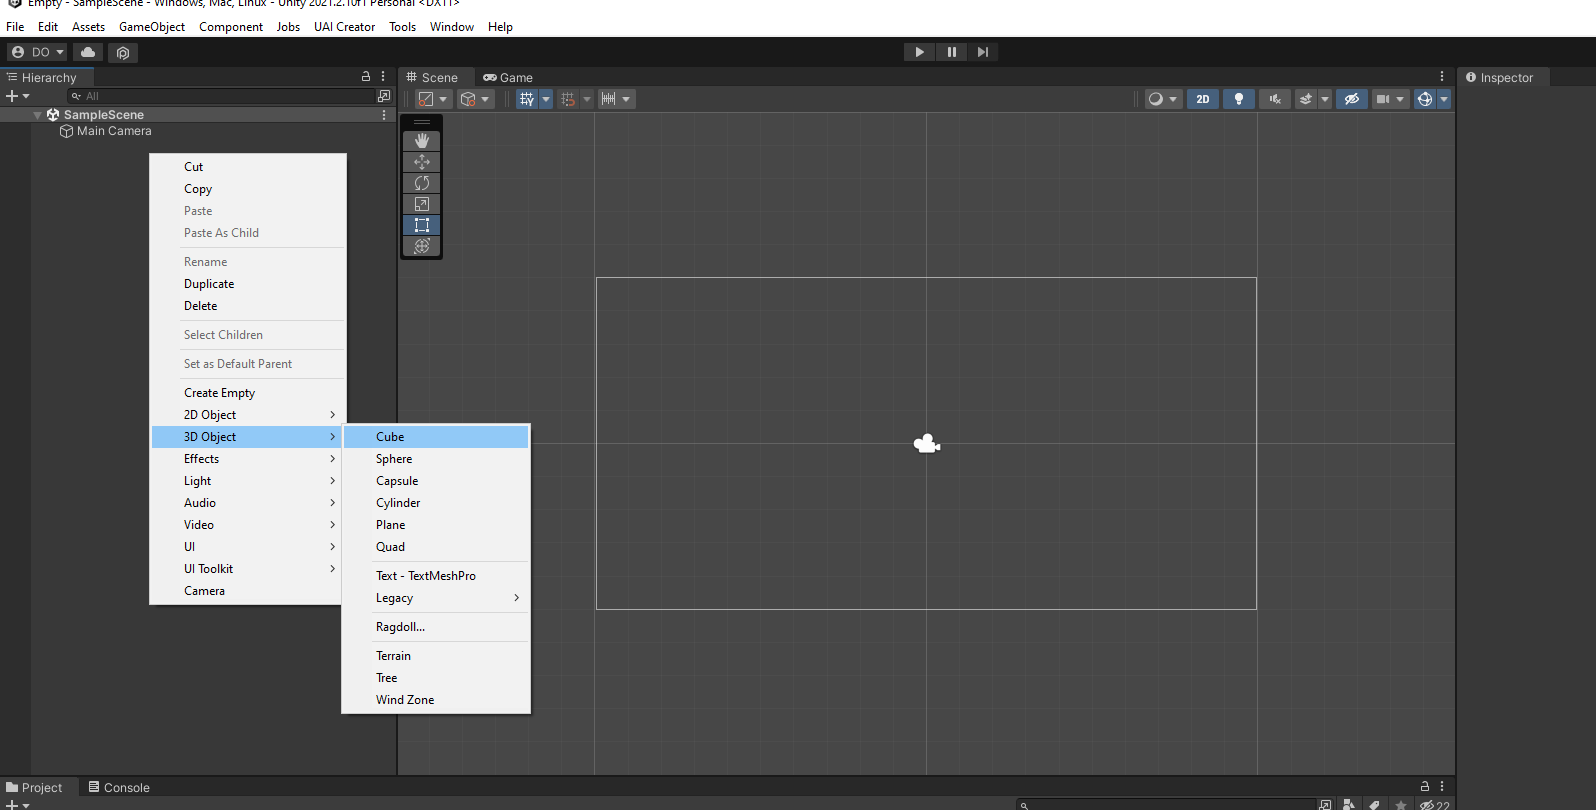 Empty - SampleScene - Windows, Mac, Linux - Unity 2021.2.10f1 Personal <DX11>
File Edit Assets GameObject Component Jobs UAI Creator Tools Window Help
DO
Hierarchy
Scene
Game
Inspector
All
2D
SampleScene
Main Camera
Cut
Copy
Paste
Paste As Child
Rename
Duplicate
Delete
Select Children
Set as Default Parent
Create Empty
2D Object
3D Object
Effects
Light
Audio
Video
UI
UI Toolkit
Camera
Cube
Sphere
Capsule
Cylinder
Plane
Quad
Text - TextMeshPro
Legacy
Ragdoll...
Terrain
Tree
Wind Zone
Project
Console
22